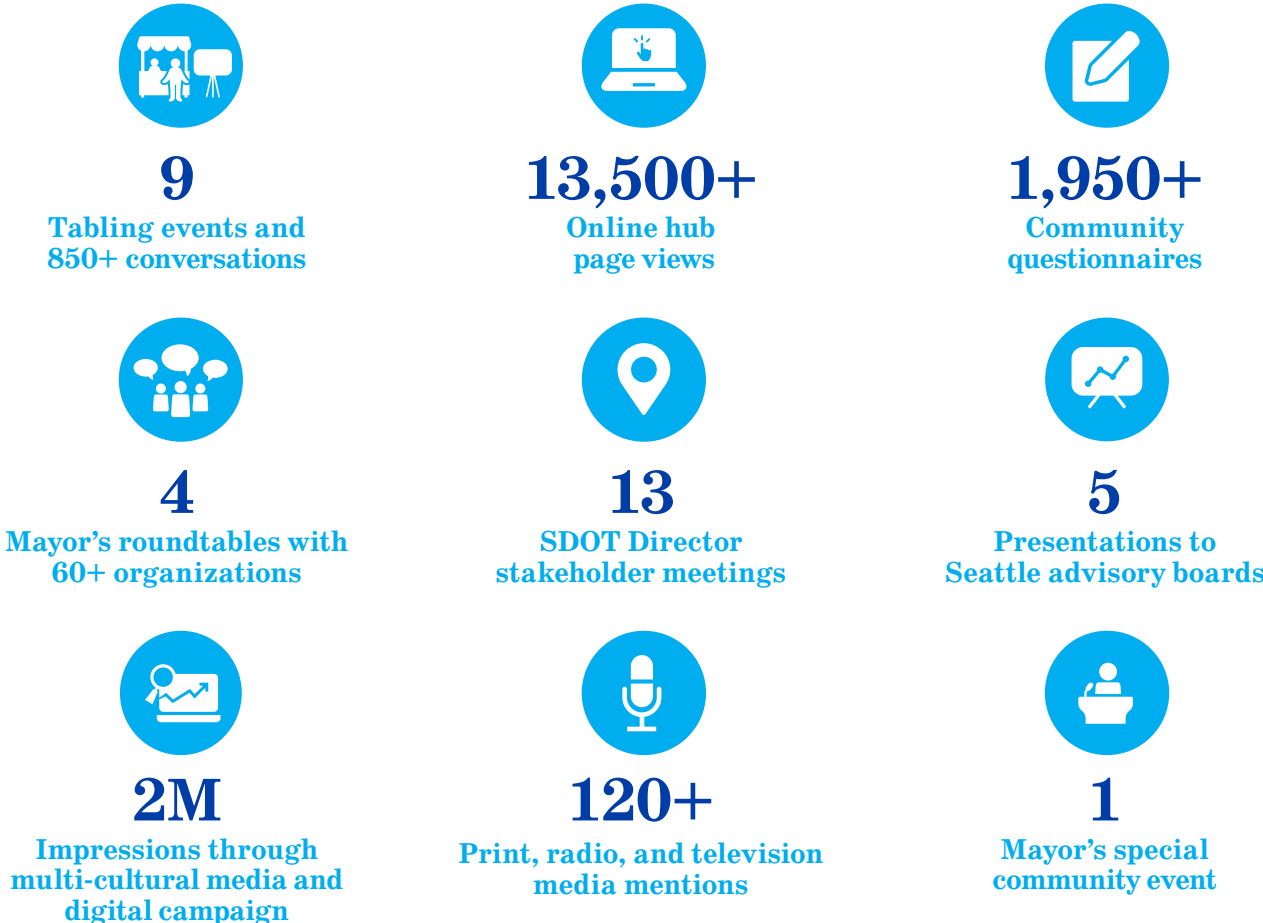 9
Tabling events and
850+ conversations
13,500+
Online hub
page views
1,950+
Community
questionnaires
4
Mayor’s roundtables with
60+ organizations
13
SDOT Director
stakeholder meetings
5
Presentations to
Seattle advisory boards
2M
Impressions through
multi-cultural media and
digital campaign
120+
Print, radio, and television
media mentions
1
Mayor’s special
community event